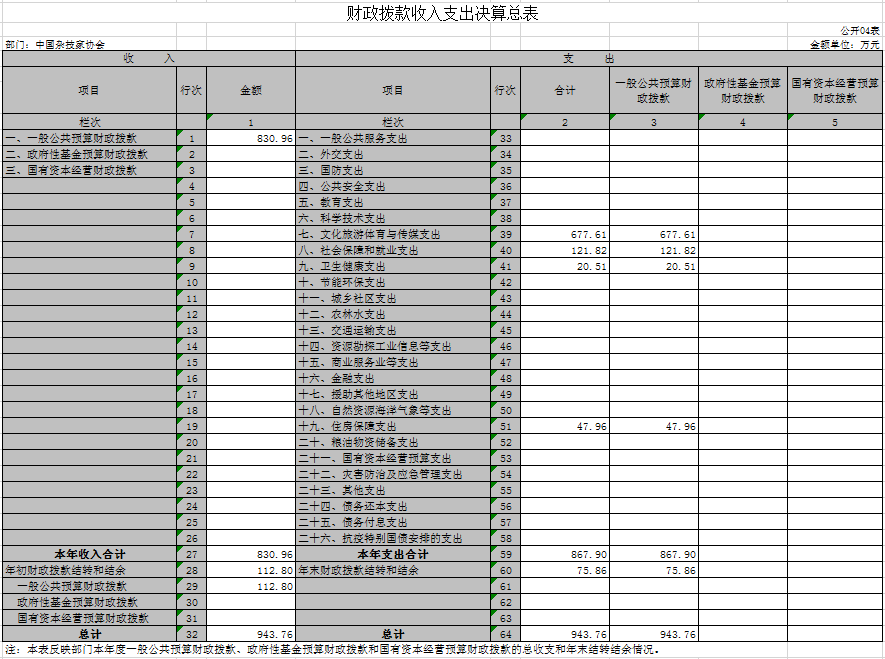 财政拨款收入支出决算总表
公开04表
部门：中国杂技家协会 金额单位：万元
收 入 支 出
项目 行次 金额 项目 行次 合计 一般公共预算财政拨款 政府性基金预算财政拨款 国有资本经营预算财政拨款
栏次 1 栏次 2 3 4 5
一、一般公共预算财政拨款 1 830.96 一、一般公共服务支出 33
二、政府性基金预算财政拨款 2 二、外交支出 34
三、国有资本经营财政拨款 3 三、国防支出 35
4 四、公共安全支出 36
5 五、教育支出 37
6 六、科学技术支出 38
7 七、文化旅游体育与传媒支出 39 677.61 677.61
8 八、社会保障和就业支出 40 121.82 121.82
9 九、卫生健康支出 41 20.51 20.51
10 十、节能环保支出 42
11 十一、城乡社区支出 43
12 十二、农林水支出 44
13 十三、交通运输支出 45
14 十四、资源勘探工业信息等支出 46
15 十五、商业服务业等支出 47
16 十六、金融支出 48
17 十七、援助其他地区支出 49
18 十八、自然资源海洋气象等支出 50
19 十九、住房保障支出 51 47.96 47.96
20 二十、粮油物资储备支出 52
21 二十一、国有资本经营预算支出 53
22 二十二、灾害防治及应急管理支出 54
23 二十三、其他支出 55
24 二十四、债务还本支出 56
25 二十五、债务付息支出 57
26 二十六、抗疫特别国债安排的支出 58
本年收入合计 27 830.96 本年支出合计 59 867.90 867.90
年初财政拨款结转和结余 28 112.80 年末财政拨款结转和结余 60 75.86 75.86
一般公共预算财政拨款 29 112.80 61
政府性基金预算财政拨款 30 62
国有资本经营预算财政拨款 31 63
总计 32 943.76 总计 64 943.76 943.76
注：本表反映部门本年度一般公共预算财政拨款、政府性基金预算财政拨款和国有资本经营预算财政拨款的总收支和年末结转结余情况。